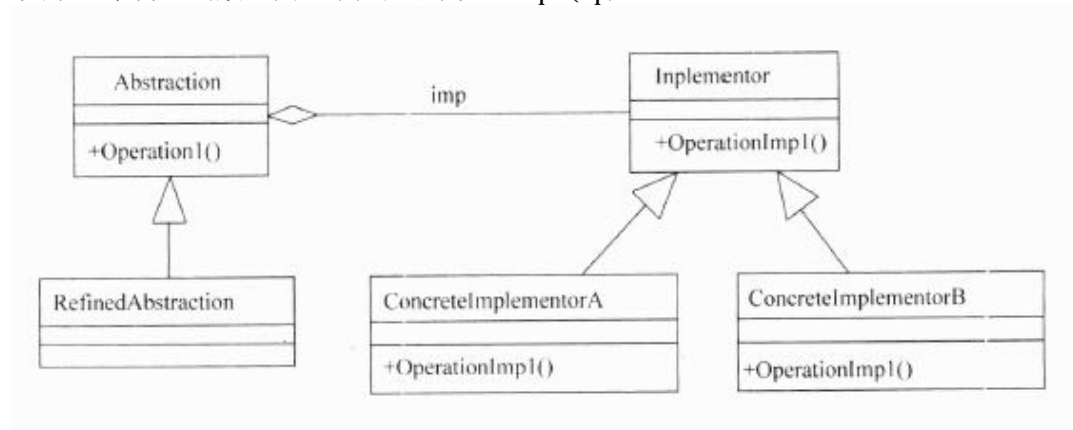 Abstraction
+Operation1()
imp
Inplementor
+OperationImp1()
RefinedAbstraction
ConcreteImplementorA
+OperationImp1()
ConcreteImplementorB
+OperationImp1()